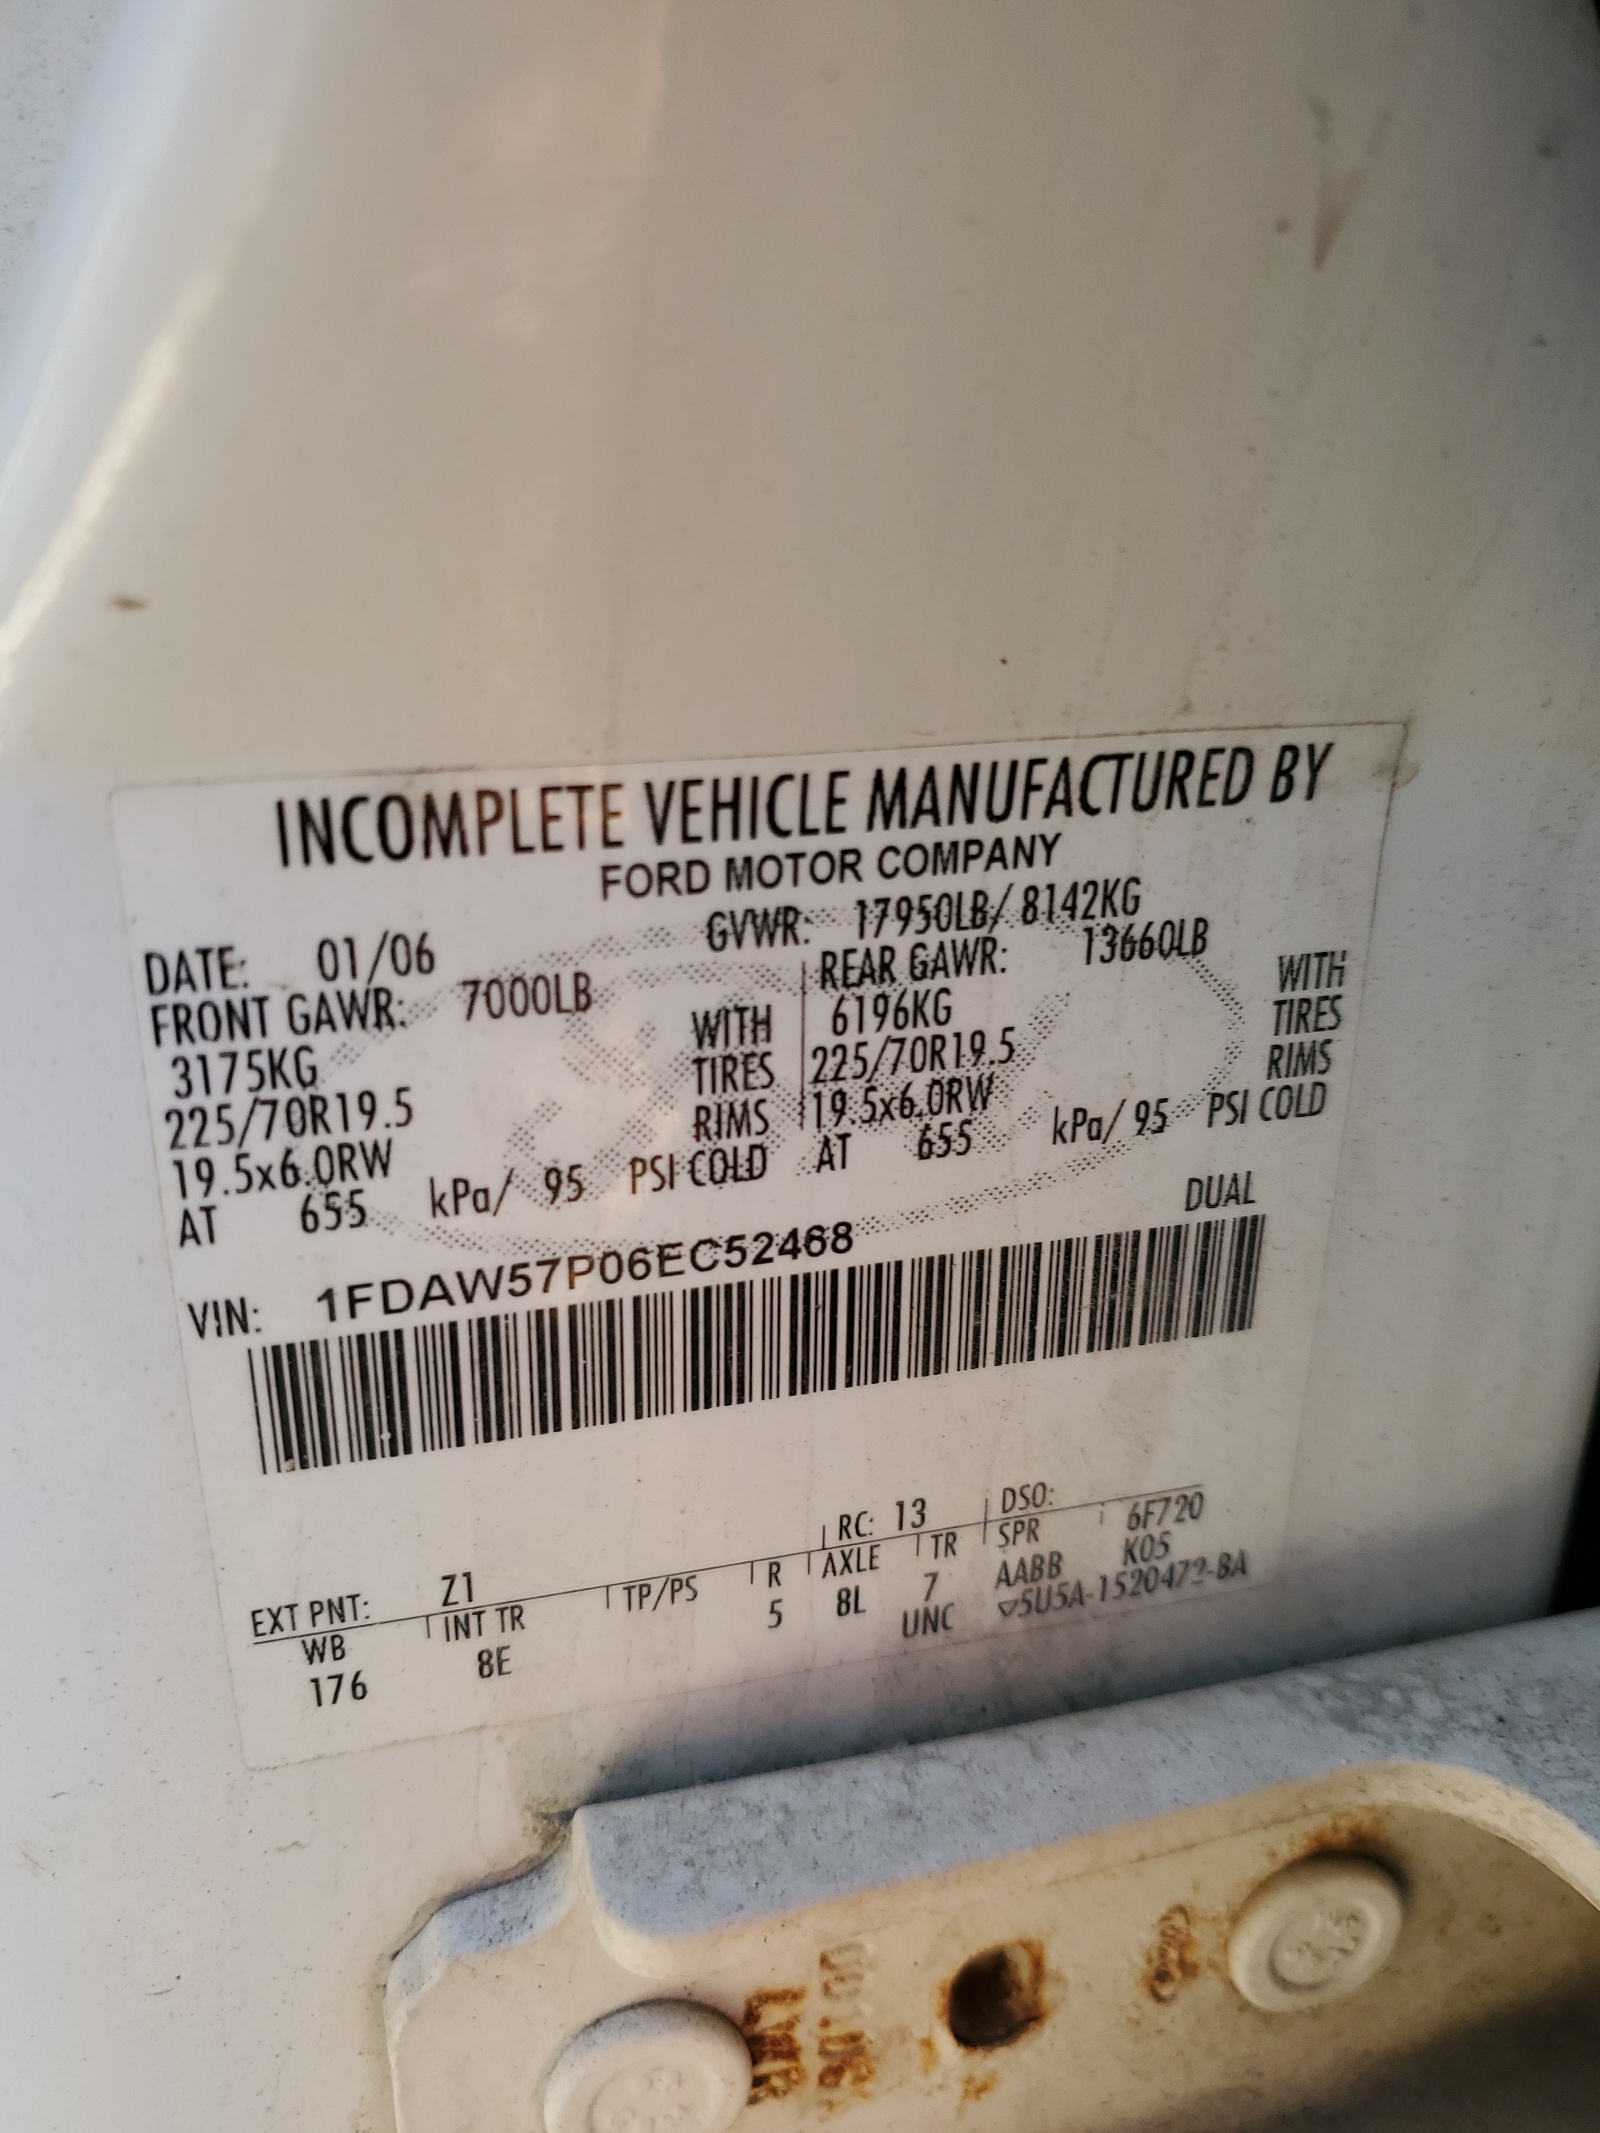 INCOMPLETE VEHICLE MANUFACTURED BY
FORD MOTOR COMPANY
DATE: 01/06 GVWR: 17950LB/ 8142KG
FRONT GAWR: 7000LB REAR GAWR: 13660LB
3175KG WITH 6196KG WITH
225/70R19.5 TIRES 225/70R19.5 TIRES
19.5x6.0RW RIMS 19.5x6.0RW RIMS
AT 655 kPa/ 95 PSI COLD AT 655 kPa/ 95 PSI COLD
VIN: 1FDAW57P06EC52468 DUAL
EXT PNT: Z1 RC: 13 DSO:
WB INT TR TP/PS R AXLE TR SPR 6F720
176 8E 5 8L 7 AABB K05
UNC ▽5U5A-1520472-BA